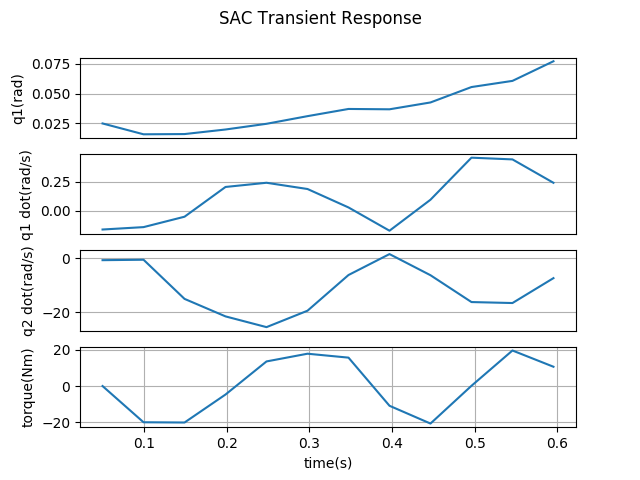 SAC Transient Response
0.075
0.050
0.025
q1(rad)
0.25
0.00
q1 dot(rad/s)
0
−20
q2 dot(rad/s)
20
0
−20
torque(Nm)
0.1 0.2 0.3 0.4 0.5 0.6
time(s)